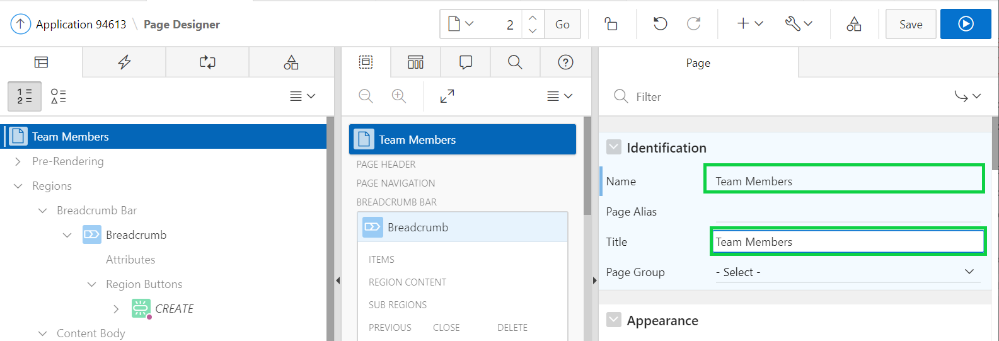 Application 94613 \ Page Designer
2
Go
Save
1
2
Team Members
Pre-Rendering
Regions
Breadcrumb Bar
Breadcrumb
Attributes
Region Buttons
CREATE
Content Body
Team Members
PAGE HEADER
PAGE NAVIGATION
BREADCRUMB BAR
Breadcrumb
ITEMS
REGION CONTENT
SUB REGIONS
PREVIOUS CLOSE DELETE
Page
Filter
Identification
Name Team Members
Page Alias
Title Team Members
Page Group - Select -
Appearance